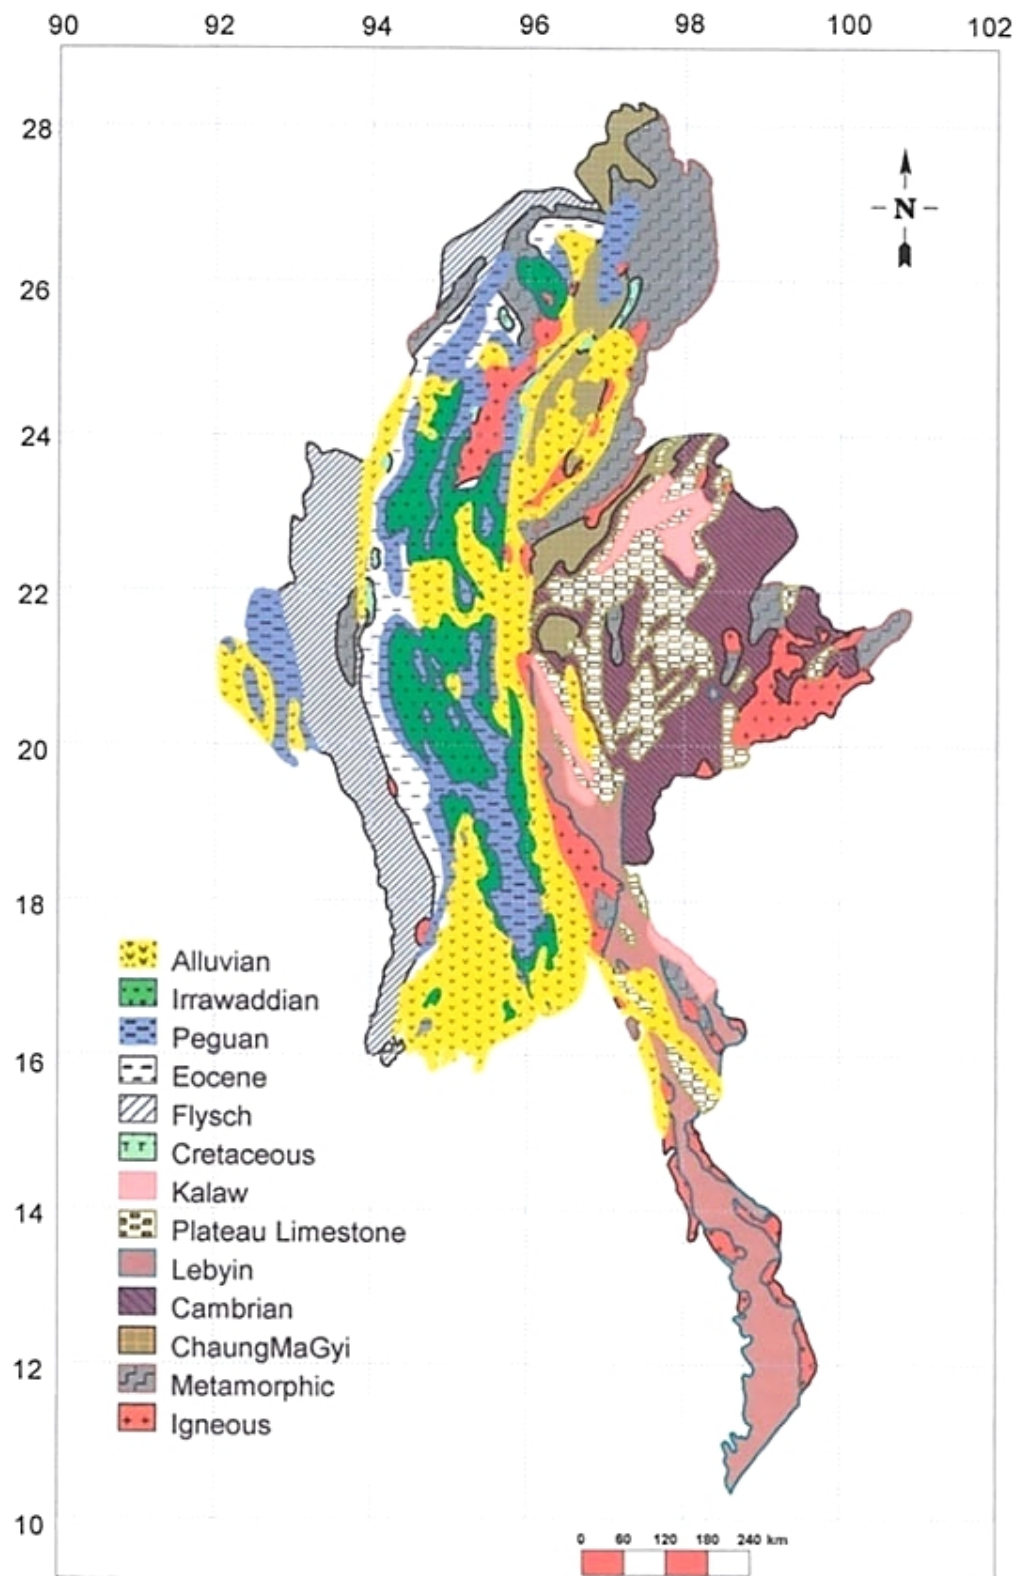 90 92 94 96 98 100 102
28
N
26
24
22
20
18
16
14
12
10
Alluvian
Irrawaddian
Peguan
Eocene
Flysch
Cretaceous
Kalaw
Plateau Limestone
Lebyin
Cambrian
ChaungMaGyi
Metamorphic
Igneous
0 60 120 180 240 km